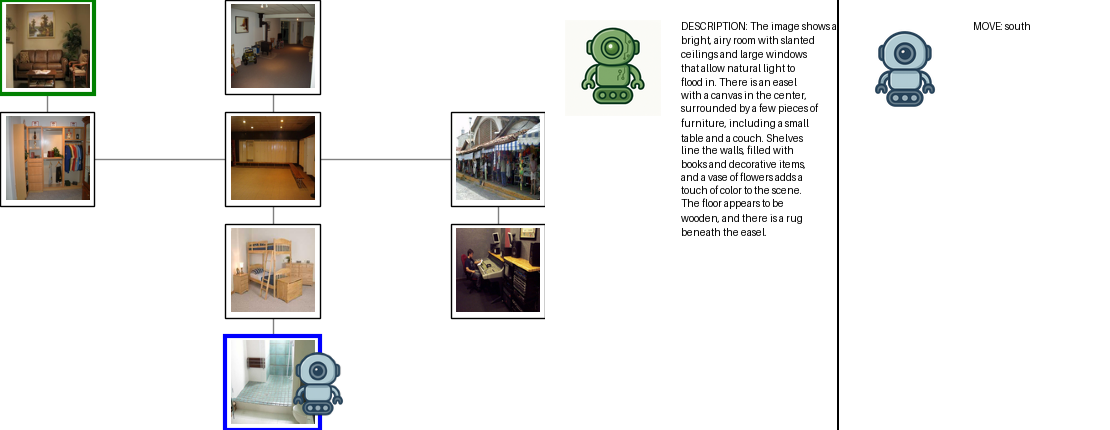 DESCRIPTION: The image shows a
bright, airy room with slanted
ceilings and large windows
that allow natural light to
flood in. There is an easel
with a canvas in the center,
surrounded by a few pieces of
furniture, including a small
table and a couch. Shelves
line the walls, filled with
books and decorative items,
and a vase of flowers adds a
touch of color to the scene.
The floor appears to be
wooden, and there is a rug
beneath the easel.
MOVE: south